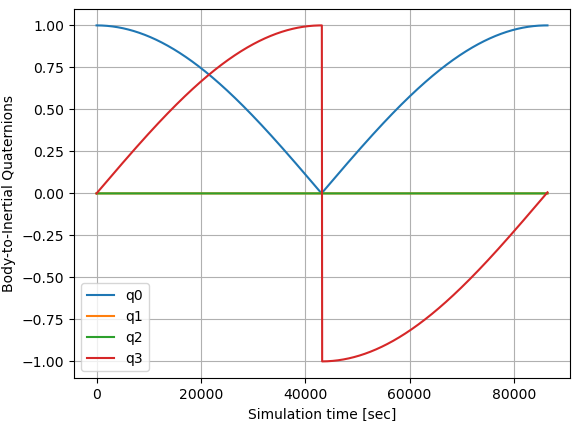 1.00
0.75
0.50
0.25
0.00
−0.25
−0.50
−0.75
−1.00
Body-to-Inertial Quaternions
q0
q1
q2
q3
0 20000 40000 60000 80000
Simulation time [sec]